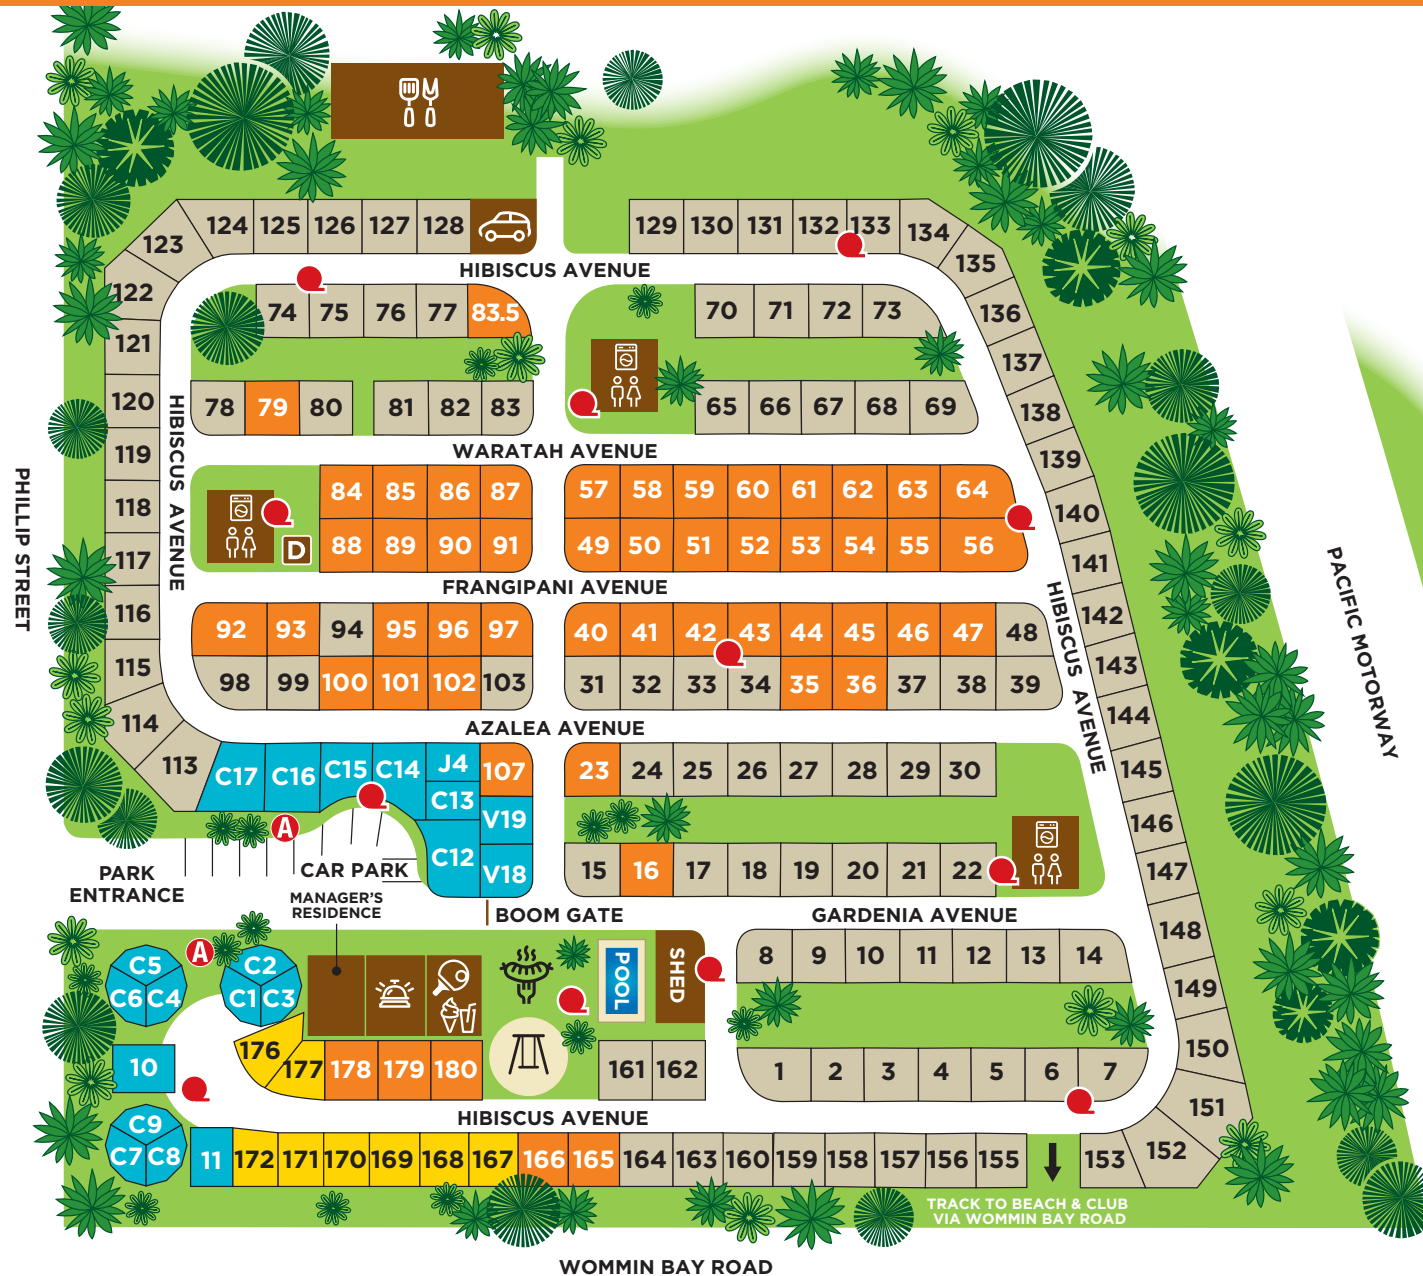 124 125 126 127 128
129 130 131 132 133 134
123
135
HIBISCUS AVENUE
122
74 75 76 77 83.5
70 71 72 73
136
121
137
120
78 79 80 81 82 83
65 66 67 68 69
138
HIBISCUS AVENUE
WARATAH AVENUE
119
139
PHILLIP STREET
84 85 86 87
57 58 59 60 61 62 63 64
118
140
D
88 89 90 91
49 50 51 52 53 54 55 56
117
141
FRANGIPANI AVENUE
PACIFIC MOTORWAY
116
142
92 93 94 95 96 97
40 41 42 43 44 45 46 47 48
HIBISCUS AVENUE
115
143
98 99 100 101 102 103
31 32 33 34 35 36 37 38 39
114
144
AZALEA AVENUE
113
C17 C16 C15 C14 J4 107
23 24 25 26 27 28 29 30
145
C13 V19
146
A
C12 V18
15 16 17 18 19 20 21 22
147
PARK
ENTRANCE
CAR PARK
MANAGER'S
RESIDENCE
BOOM GATE
GARDENIA AVENUE
148
A
C5
C6 C4
C2
C1 C3
POOL
SHED
8 9 10 11 12 13 14
149
176 177 178 179 180
161 162
150
10
1 2 3 4 5 6 7
151
HIBISCUS AVENUE
C9
C7 C8
11 172 171 170 169 168 167 166 165 164 163 160 159 158 157 156 155
153 152
TRACK TO BEACH & CLUB
VIA WOMMIN BAY ROAD
WOMMIN BAY ROAD